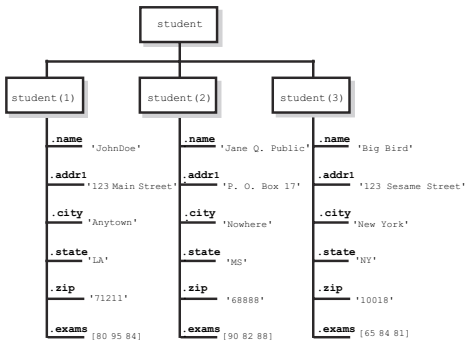 student
student(1)
student(2)
student(3)
.name 'JohnDoe'
.addr1 '123 Main Street'
.city 'Anytown'
.state 'LA'
.zip '71211'
.exams [80 95 84]
.name 'Jane Q. Public'
.addr1 'P. O. Box 17'
.city 'Nowhere'
.state 'MS'
.zip '68888'
.exams [90 82 88]
.name 'Big Bird'
.addr1 '123 Sesame Street'
.city 'New York'
.state 'NY'
.zip '10018'
.exams [65 84 81]